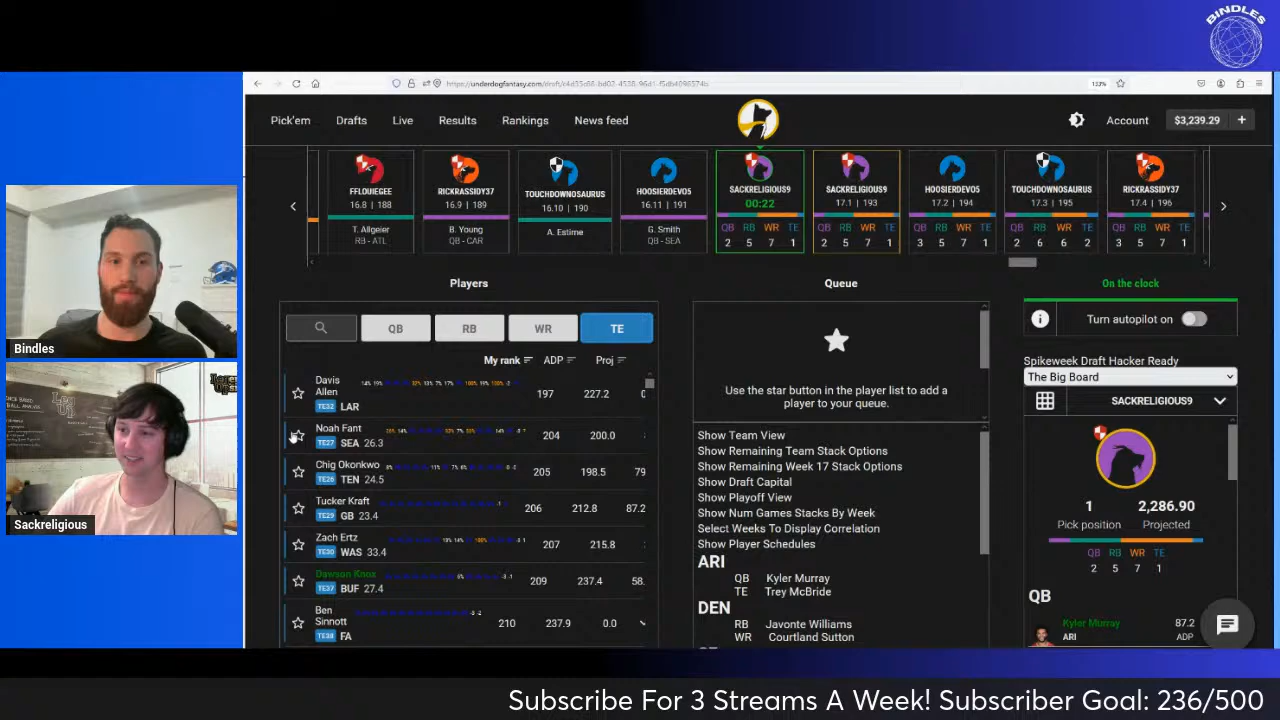 BINDLES
133%
Pick'em
Drafts
Live
Results
Rankings
News feed
Account
$3,239.29
+
FFLOUIEGEE
16.8 | 188
T. Allgeier
RB - ATL
RICKRASSIDY37
16.9 | 189
B. Young
QB - CAR
TOUCHDOWNOSAURUS
16.10 | 190
A. Estime
HOOSIERDEVO5
16.11 | 191
G. Smith
QB - SEA
SACKRELIGIOUS9
00:22
QB RB WR TE
2 5 7 1
SACKRELIGIOUS9
17.1 | 193
QB RB WR TE
2 5 7 1
HOOSIERDEVO5
17.2 | 194
QB RB WR TE
3 5 7 1
TOUCHDOWNOSAURUS
17.3 | 195
QB RB WR TE
2 6 6 2
RICKRASSIDY37
17.4 | 196
QB RB WR TE
3 5 7 1
Players
QB
RB
WR
TE
My rank
ADP
Proj
Davis
Allen
TE32 LAR
197
227.2
Noah Fant
TE27 SEA 26.3
204
200.0
Chig Okonkwo
TE26 TEN 24.5
205
198.5
79
Tucker Kraft
TE29 GB 23.4
206
212.8
87.2
Zach Ertz
TE30 WAS 33.4
207
215.8
Dawson Knox
TE37 BUF 27.4
209
237.4
58.
Ben
Sinnott
TE38 FA
210
237.9
0.0
Queue
Use the star button in the player list to add a
player to your queue.
Show Team View
Show Remaining Team Stack Options
Show Remaining Week 17 Stack Options
Show Draft Capital
Show Playoff View
Show Num Games Stacks By Week
Select Weeks To Display Correlation
Show Player Schedules
ARI
QB Kyler Murray
TE Trey McBride
DEN
RB Javonte Williams
WR Courtland Sutton
On the clock
Turn autopilot on
Spikeweek Draft Hacker Ready
The Big Board
SACKRELIGIOUS9
1
Pick position
2,286.90
Projected
QB RB WR TE
2 5 7 1
QB
Kyler Murray
ARI
87.2
ADP
Bindles
Sackreligious
Subscribe For 3 Streams A Week! Subscriber Goal: 236/500